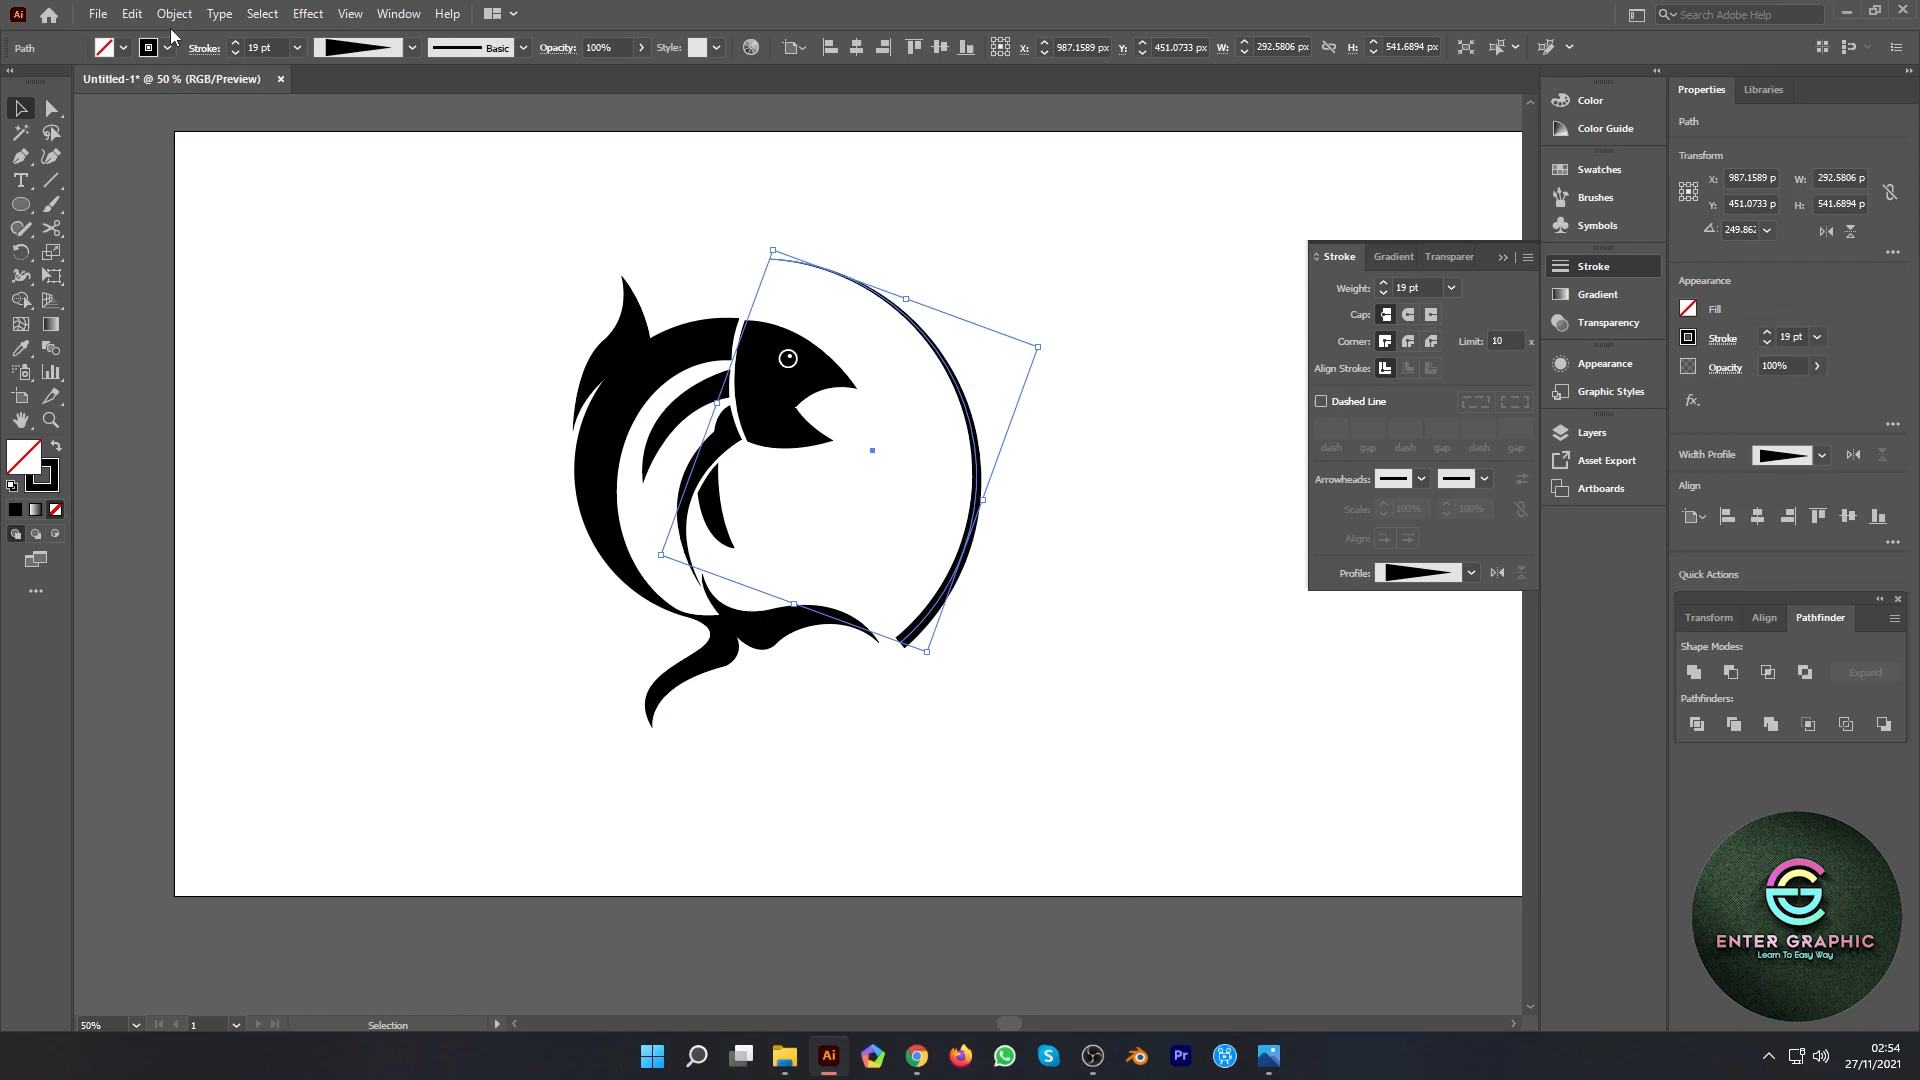 Ai File Edit Object Type Select Effect View Window Help Search Adobe Help
Path Stroke: 19 pt Basic Opacity: 100% Style: X: 987.1589 px Y: 451.0733 px W: 292.5806 px H: 541.6894 px
Untitled-1* @ 50 % (RGB/Preview) ×
Color
Color Guide
Swatches
Brushes
Symbols
Stroke
Gradient
Transparency
Appearance
Graphic Styles
Layers
Asset Export
Artboards
Stroke Gradient Transparer
Weight: 19 pt
Cap:
Corner: Limit: 10 x
Align Stroke:
Dashed Line
dash gap dash gap dash gap
Arrowheads:
Scale: 100% 100%
Align:
Profile:
Properties Libraries
Path
Transform
X: 987.1589 p W: 292.5806 p
Y: 451.0733 p H: 541.6894 p
249.862
Appearance
Fill
Stroke 19 pt
Opacity 100%
fx.
Width Profile
Align
Quick Actions
Transform Align Pathfinder
Shape Modes:
Expand
Pathfinders:
ENTER GRAPHIC
Learn To Easy Way
50% 1 Selection
Ai Pr
02:54
27/11/2021